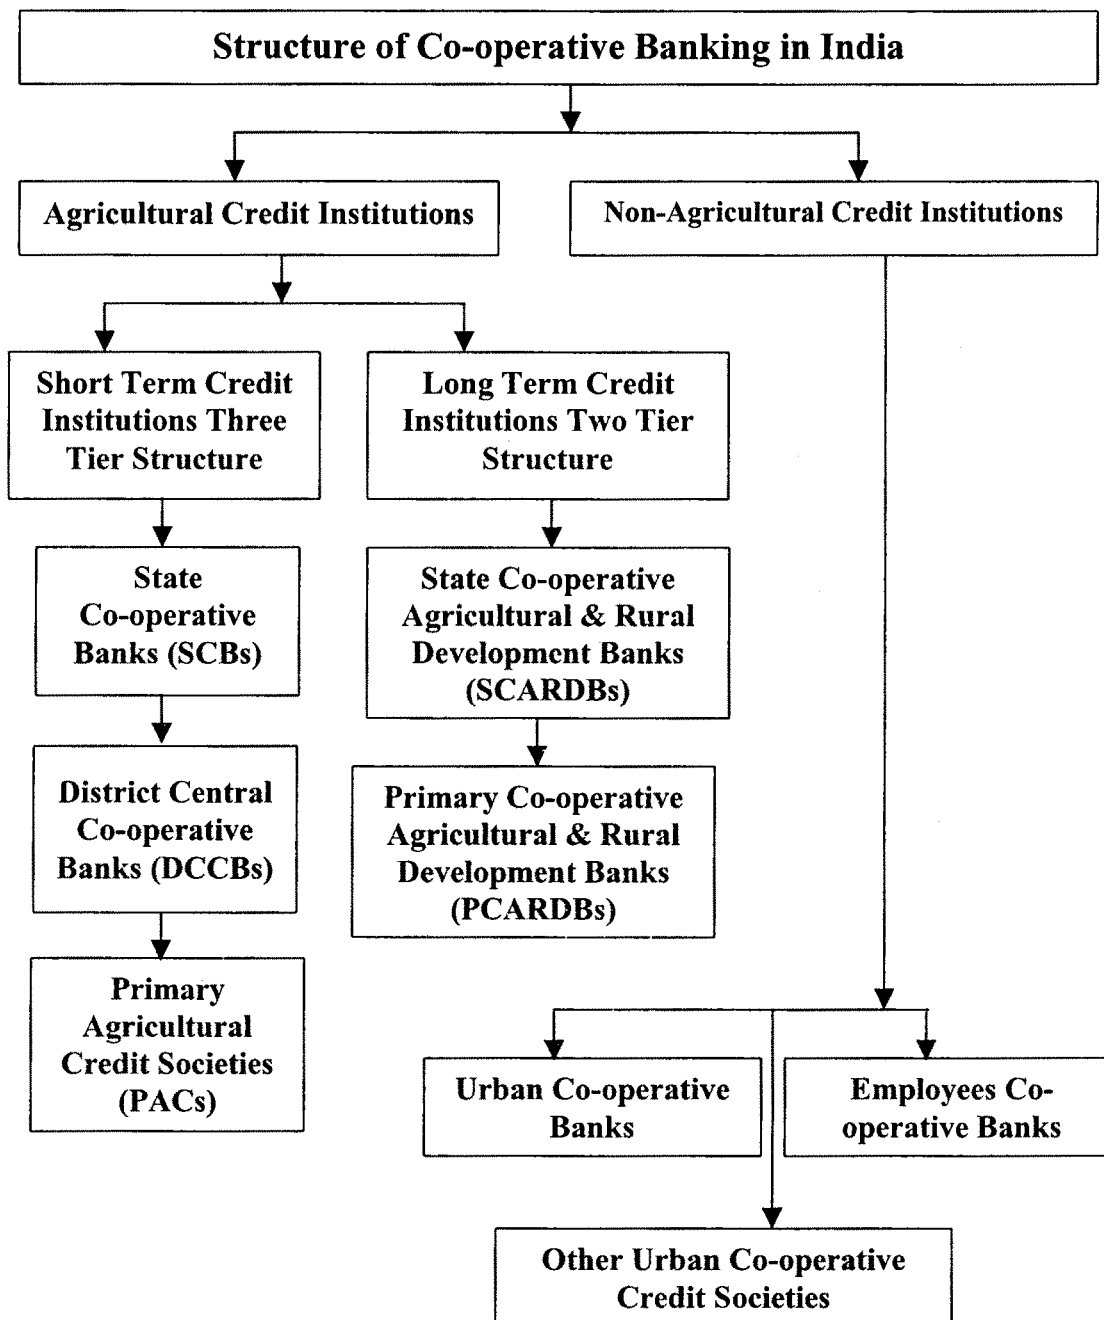 Structure of Co-operative Banking in India
Agricultural Credit Institutions
Non-Agricultural Credit Institutions
Short Term Credit
Institutions Three
Tier Structure
Long Term Credit
Institutions Two Tier
Structure
State
Co-operative
Banks (SCBs)
State Co-operative
Agricultural & Rural
Development Banks
(SCARDBs)
District Central
Co-operative
Banks (DCCBs)
Primary Co-operative
Agricultural & Rural
Development Banks
(PCARDBs)
Primary
Agricultural
Credit Societies
(PACs)
Urban Co-operative
Banks
Employees Co-
operative Banks
Other Urban Co-operative
Credit Societies